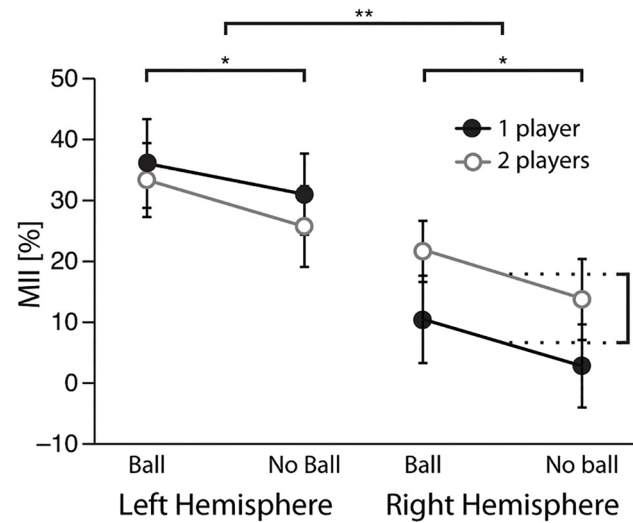 **
*
*
50
40
30
20
10
0
–10
MII [%]
1 player
2 players
Ball
No Ball
Ball
No ball
Left Hemisphere
Right Hemisphere